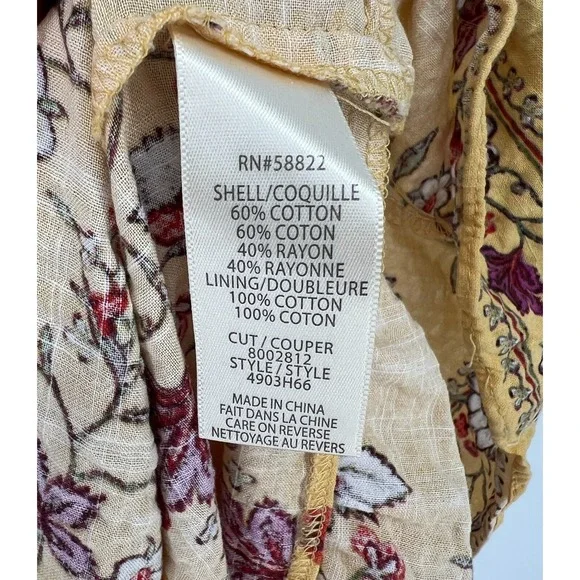 RN#58822
SHELL/COQUILLE
60% COTTON
60% COTON
40% RAYON
40% RAYONNE
LINING/DOUBLEURE
100% COTTON
100% COTON
CUT / COUPER
8002812
STYLE / STYLE
4903H66
MADE IN CHINA
FAIT DANS LA CHINE
CARE ON REVERSE
NETTOYAGE AU REVERS